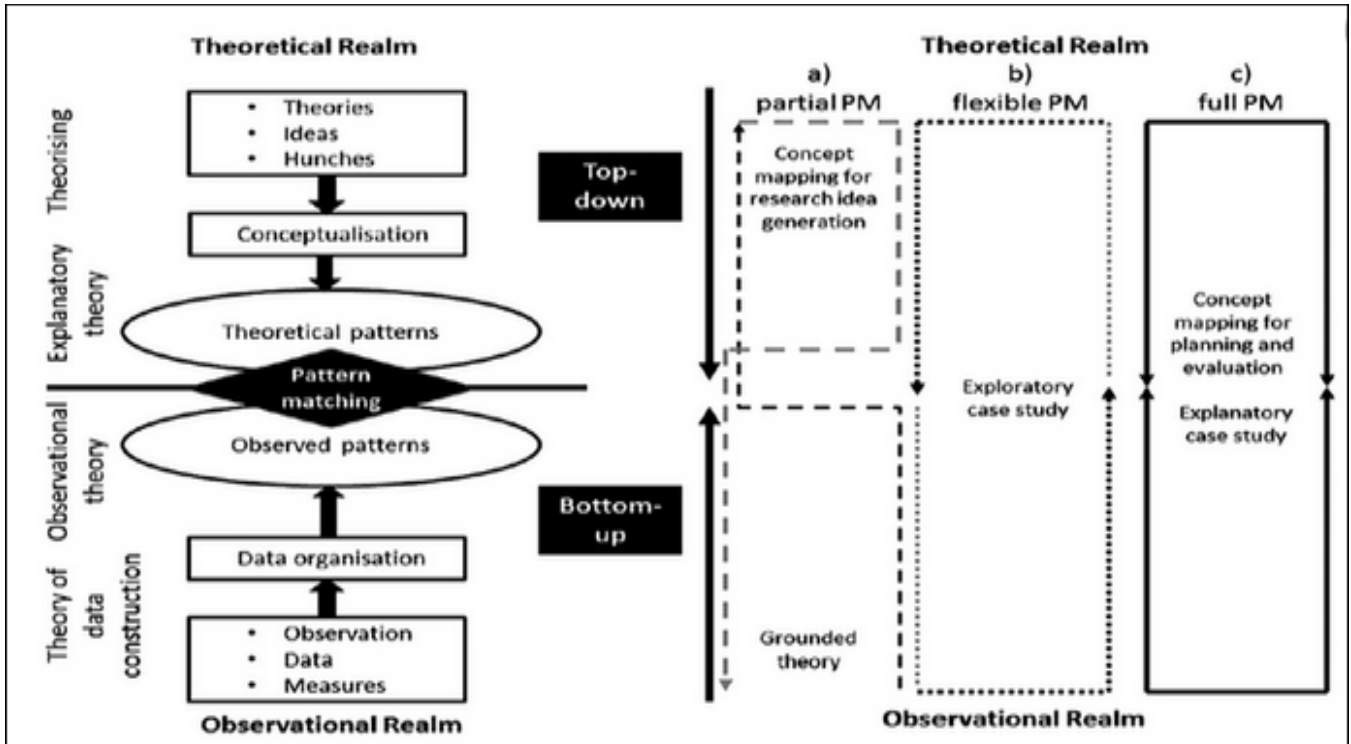 Theoretical Realm
• Theories
• Ideas
• Hunches
Conceptualisation
Theoretical patterns
Pattern
matching
Observed patterns
Data organisation
• Observation
• Data
• Measures
Observational Realm
Theorising
Explanatory
theory
Observational
theory
Theory of
data
construction
Top-
down
Bottom-
up
Theoretical Realm
a)
partial PM
b)
flexible PM
c)
full PM
Concept
mapping for
research idea
generation
Grounded
theory
Exploratory
case study
Concept
mapping for
planning and
evaluation
Explanatory
case study
Observational Realm